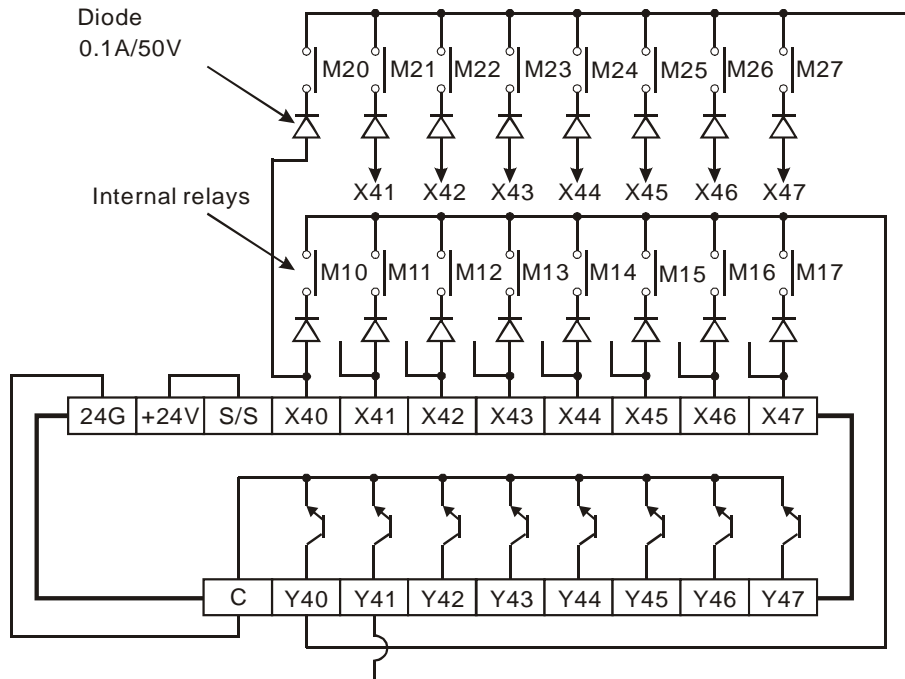 Diode
0.1A/50V
M20 M21 M22 M23 M24 M25 M26 M27
X41 X42 X43 X44 X45 X46 X47
Internal relays
M10 M11 M12 M13 M14 M15 M16 M17
24G +24V S/S X40 X41 X42 X43 X44 X45 X46 X47
C Y40 Y41 Y42 Y43 Y44 Y45 Y46 Y47